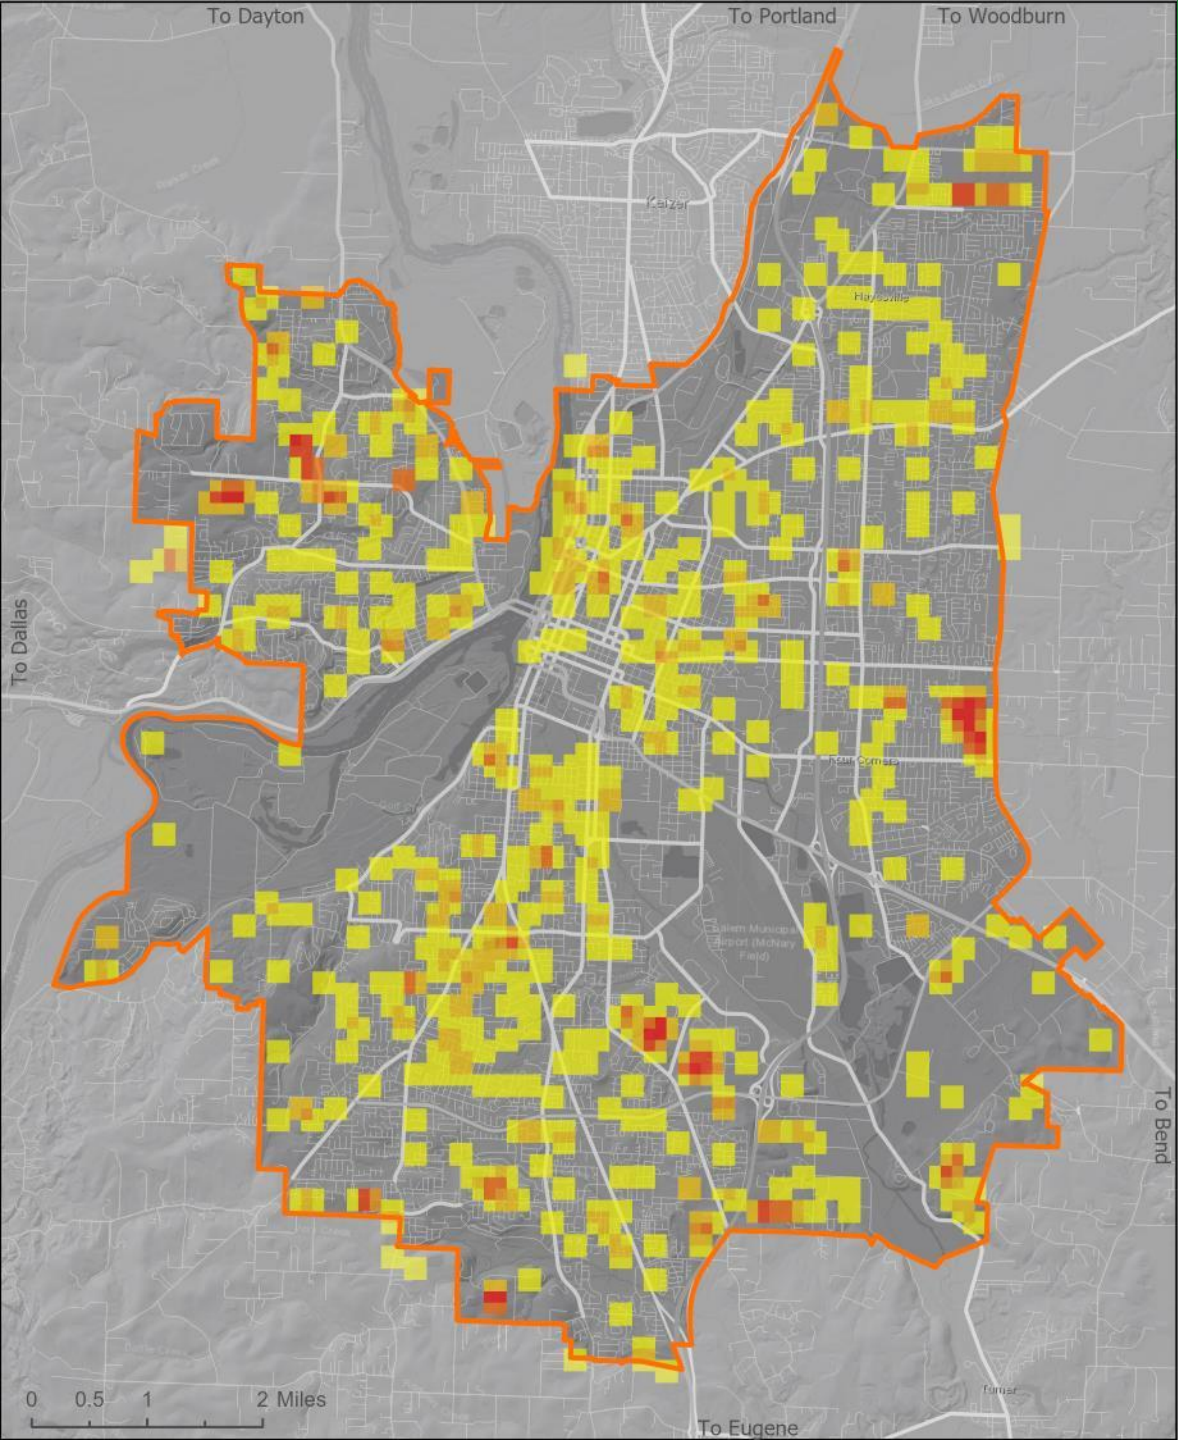 To Dayton
To Portland
To Woodburn
Keizer
Hayesville
To Dallas
Four Corners
Salem Municipal
Airport (McNary
Field)
To Bend
0 0.5 1 2 Miles
Turner
To Eugene